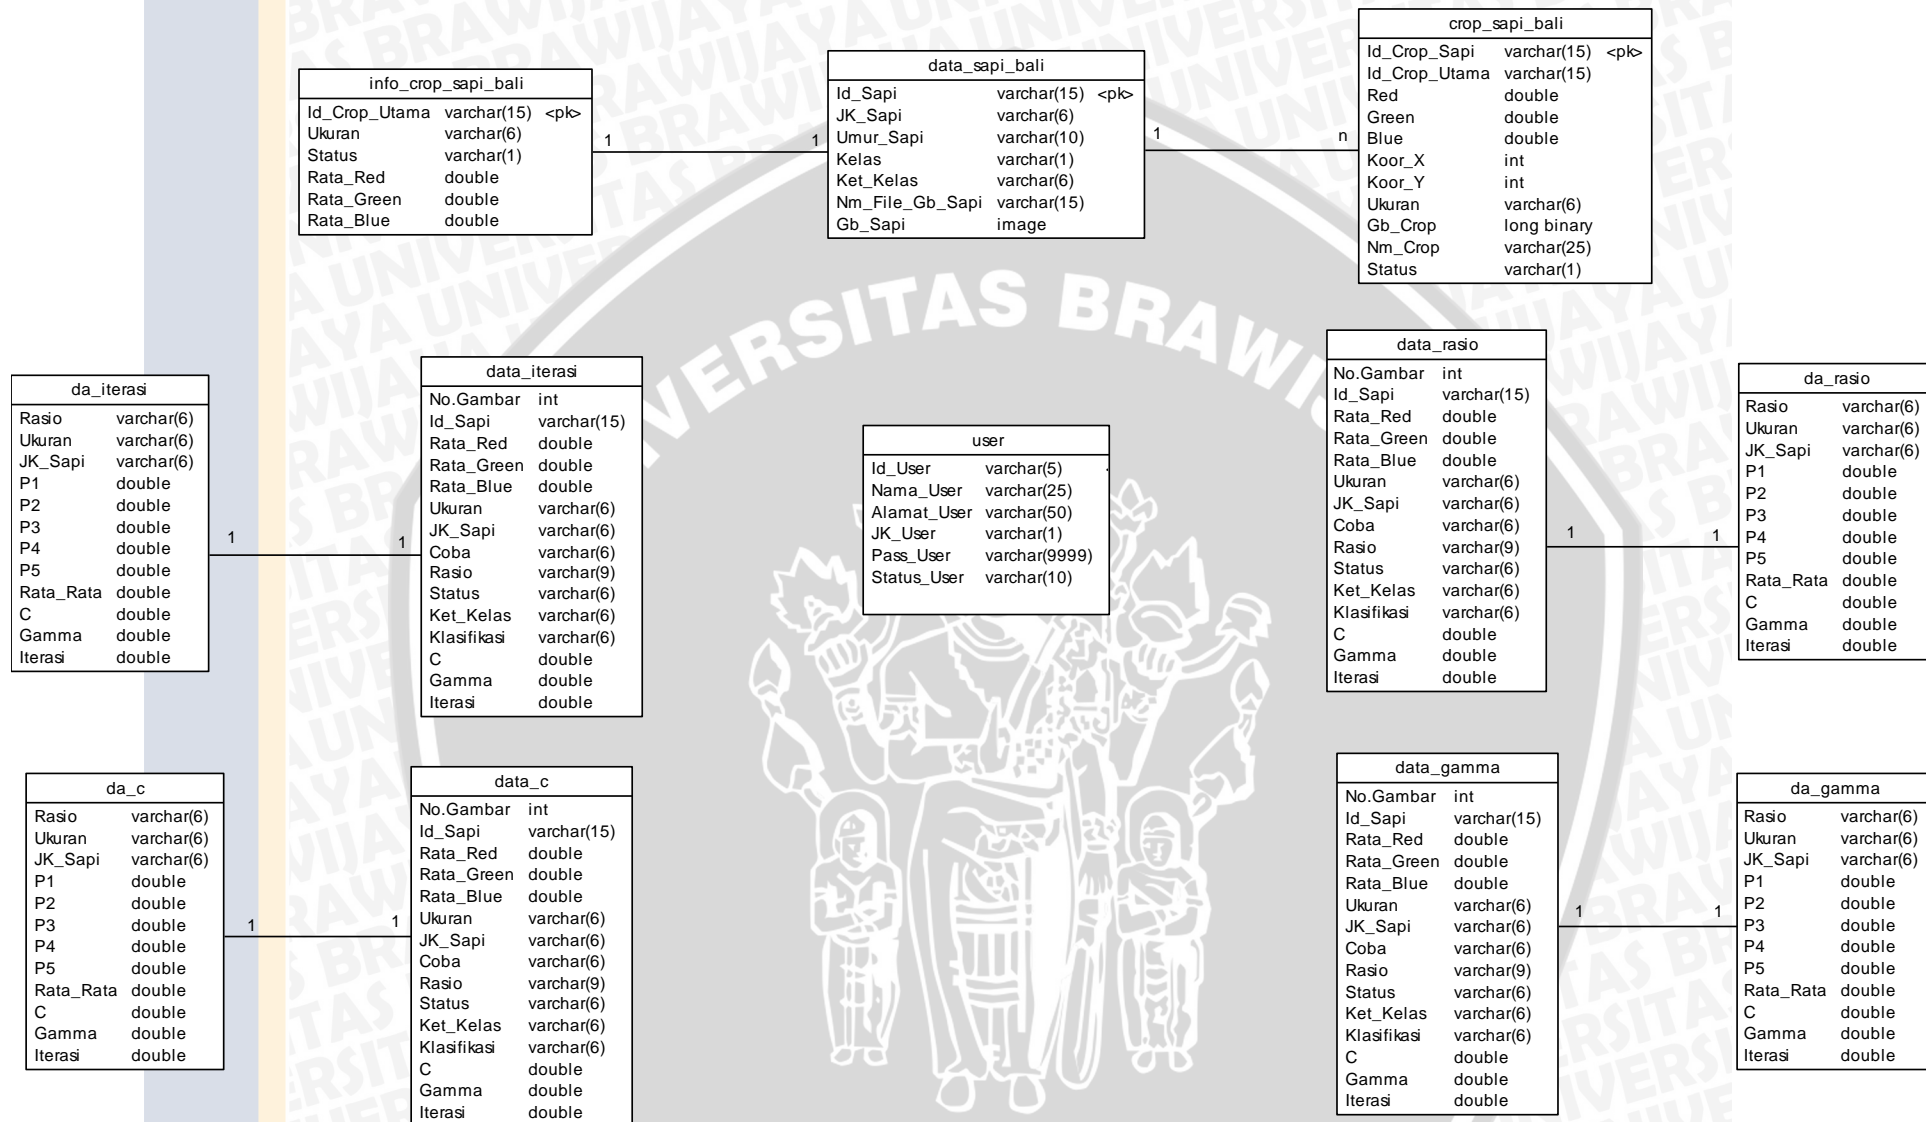 info_crop_sapi_bali
Id_Crop_Utama varchar(15) <pk>
Ukuran varchar(6)
Status varchar(1)
Rata_Red double
Rata_Green double
Rata_Blue double
1 1
data_sapi_bali
Id_Sapi varchar(15) <pk>
JK_Sapi varchar(6)
Umur_Sapi varchar(10)
Kelas varchar(1)
Ket_Kelas varchar(6)
Nm_File_Gb_Sapi varchar(15)
Gb_Sapi image
1 n
crop_sapi_bali
Id_Crop_Sapi varchar(15) <pk>
Id_Crop_Utama varchar(15)
Red double
Green double
Blue double
Koor_X int
Koor_Y int
Ukuran varchar(6)
Gb_Crop long binary
Nm_Crop varchar(25)
Status varchar(1)
VERSITAS BRAWIJ
da_iterasi
Rasio varchar(6)
Ukuran varchar(6)
JK_Sapi varchar(6)
P1 double
P2 double
P3 double
P4 double
P5 double
Rata_Rata double
C double
Gamma double
Iterasi double
1 1
data_iterasi
No.Gambar int
Id_Sapi varchar(15)
Rata_Red double
Rata_Green double
Rata_Blue double
Ukuran varchar(6)
JK_Sapi varchar(6)
Coba varchar(6)
Rasio varchar(9)
Status varchar(6)
Ket_Kelas varchar(6)
Klasifikasi varchar(6)
C double
Gamma double
Iterasi double
user
Id_User varchar(5)
Nama_User varchar(25)
Alamat_User varchar(50)
JK_User varchar(1)
Pass_User varchar(9999)
Status_User varchar(10)
data_rasio
No.Gambar int
Id_Sapi varchar(15)
Rata_Red double
Rata_Green double
Rata_Blue double
Ukuran varchar(6)
JK_Sapi varchar(6)
Coba varchar(6)
Rasio varchar(9)
Status varchar(6)
Ket_Kelas varchar(6)
Klasifikasi varchar(6)
C double
Gamma double
Iterasi double
1 1
da_rasio
Rasio varchar(6)
Ukuran varchar(6)
JK_Sapi varchar(6)
P1 double
P2 double
P3 double
P4 double
P5 double
Rata_Rata double
C double
Gamma double
Iterasi double
da_c
Rasio varchar(6)
Ukuran varchar(6)
JK_Sapi varchar(6)
P1 double
P2 double
P3 double
P4 double
P5 double
Rata_Rata double
C double
Gamma double
Iterasi double
1 1
data_c
No.Gambar int
Id_Sapi varchar(15)
Rata_Red double
Rata_Green double
Rata_Blue double
Ukuran varchar(6)
JK_Sapi varchar(6)
Coba varchar(6)
Rasio varchar(9)
Status varchar(6)
Ket_Kelas varchar(6)
Klasifikasi varchar(6)
C double
Gamma double
Iterasi double
data_gamma
No.Gambar int
Id_Sapi varchar(15)
Rata_Red double
Rata_Green double
Rata_Blue double
Ukuran varchar(6)
JK_Sapi varchar(6)
Coba varchar(6)
Rasio varchar(9)
Status varchar(6)
Ket_Kelas varchar(6)
Klasifikasi varchar(6)
C double
Gamma double
Iterasi double
1 1
da_gamma
Rasio varchar(6)
Ukuran varchar(6)
JK_Sapi varchar(6)
P1 double
P2 double
P3 double
P4 double
P5 double
Rata_Rata double
C double
Gamma double
Iterasi double